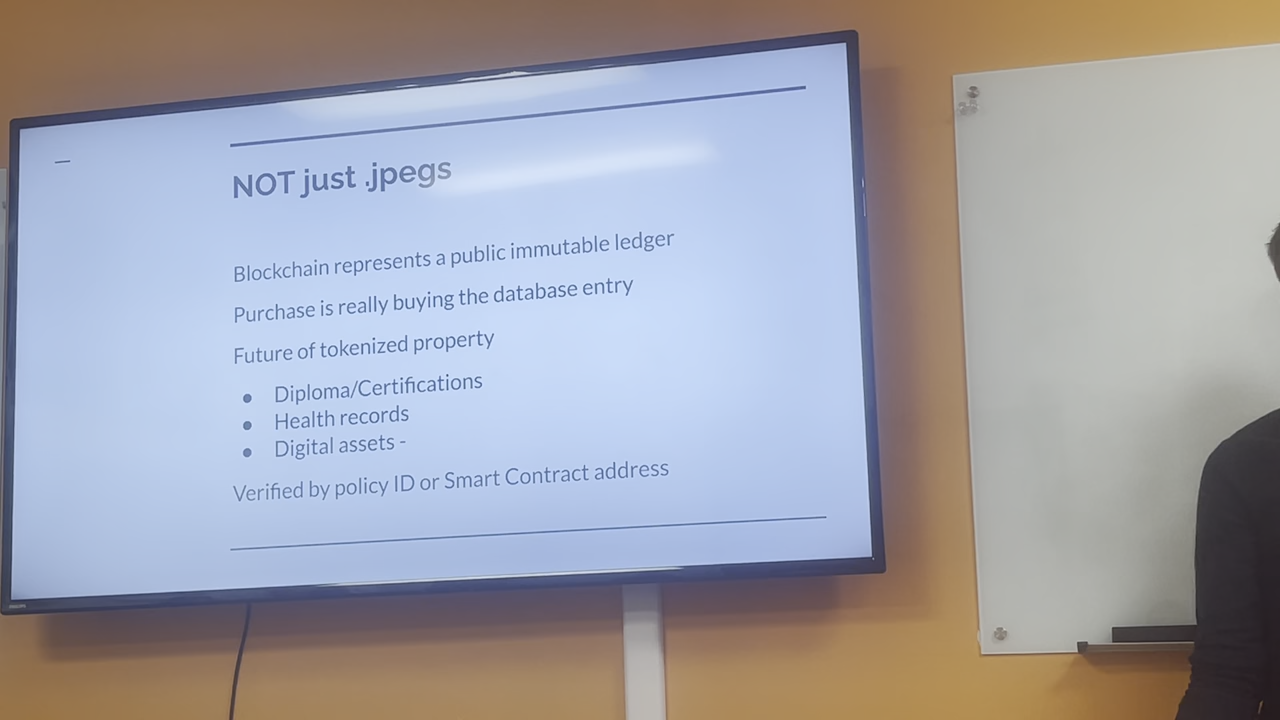 NOT just .jpegs
Blockchain represents a public immutable ledger
Purchase is really buying the database entry
Future of tokenized property
● Diploma/Certifications
● Health records
● Digital assets -
Verified by policy ID or Smart Contract address